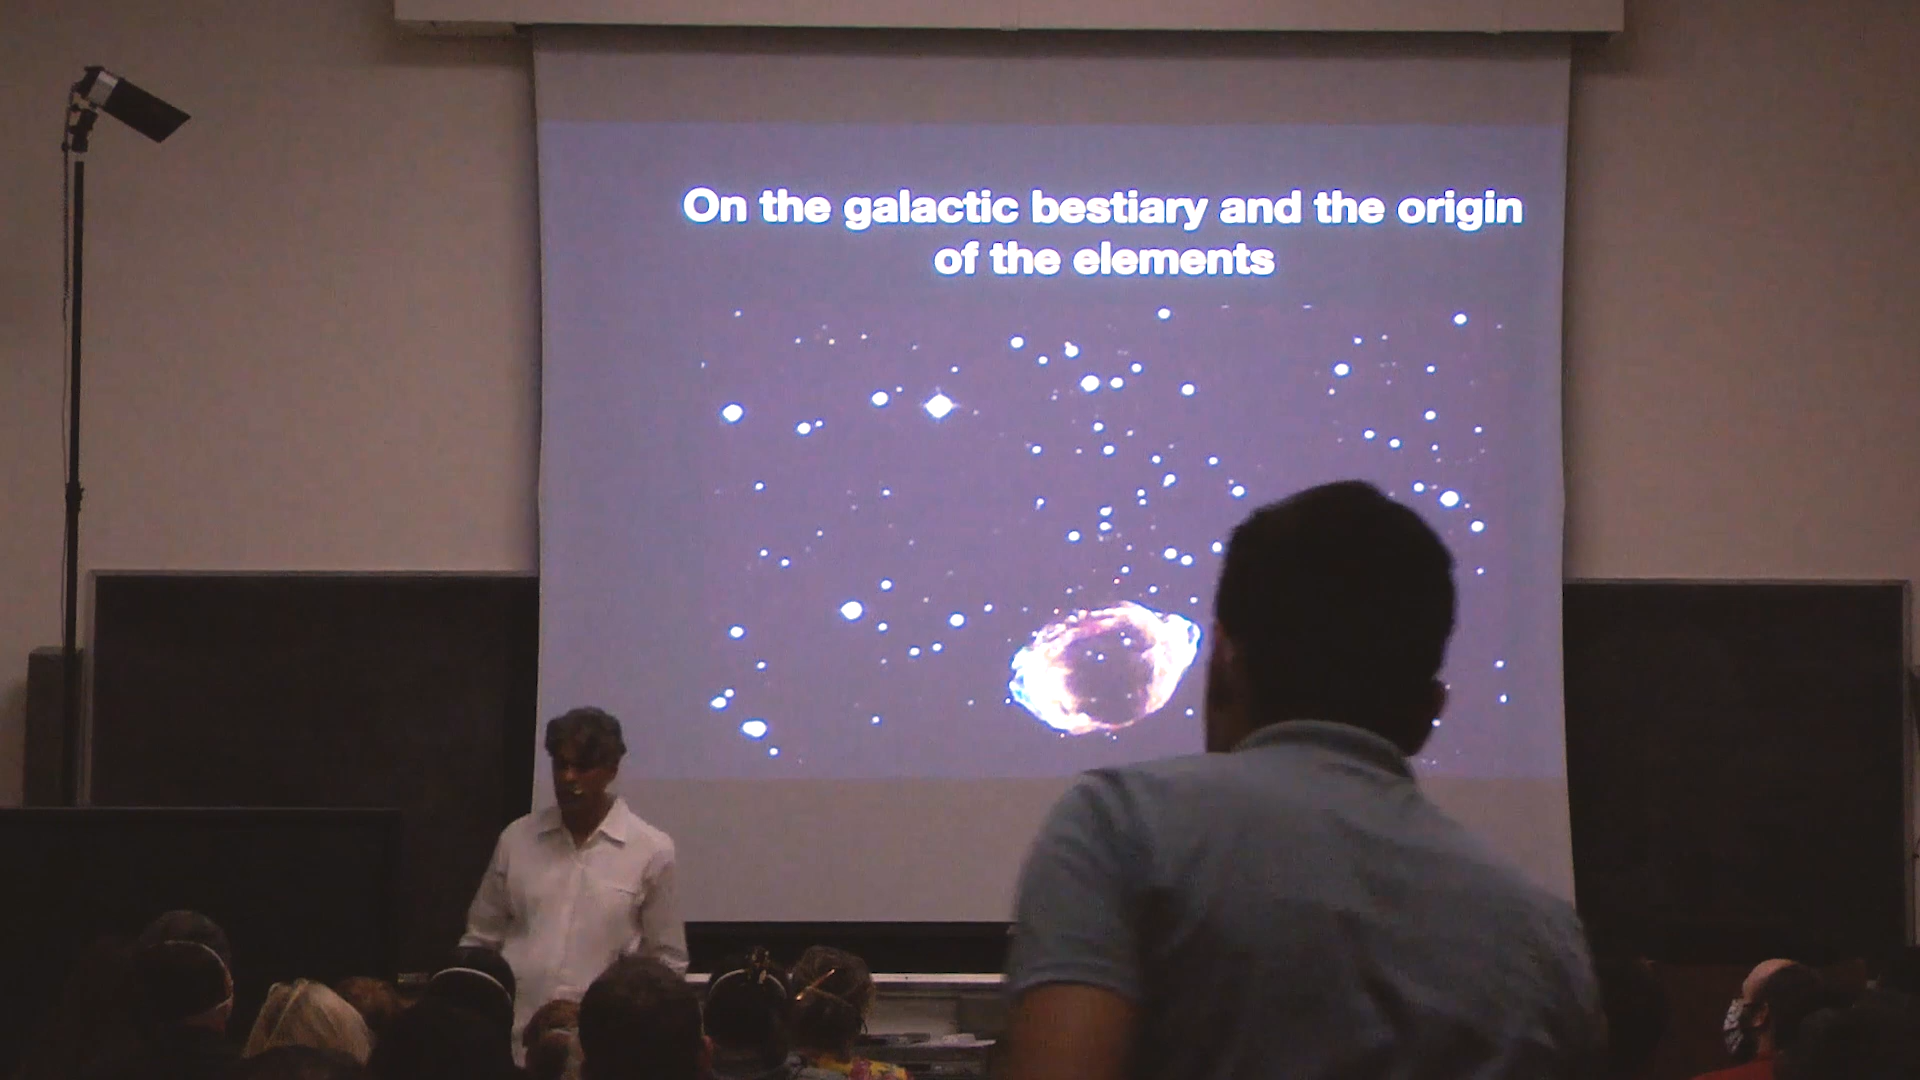 On the galactic bestiary and the origin
of the elements